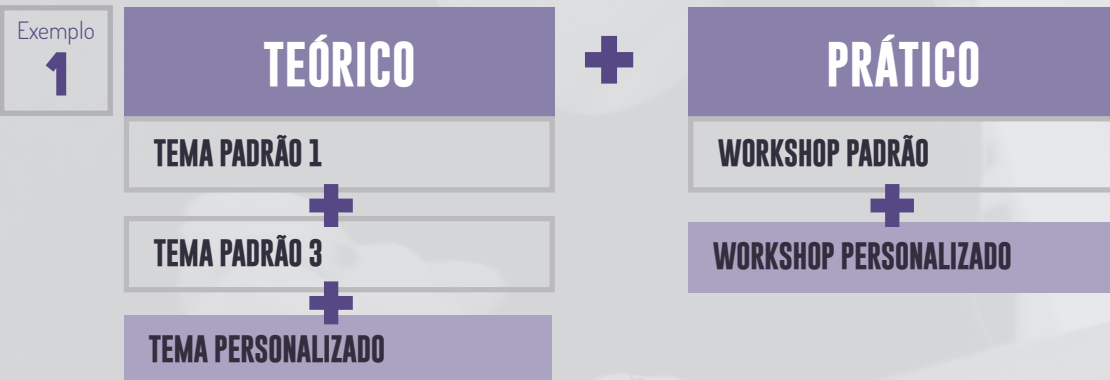 Exemplo
1
TEÓRICO
TEMA PADRÃO 1
TEMA PADRÃO 3
TEMA PERSONALIZADO
PRÁTICO
WORKSHOP PADRÃO
WORKSHOP PERSONALIZADO